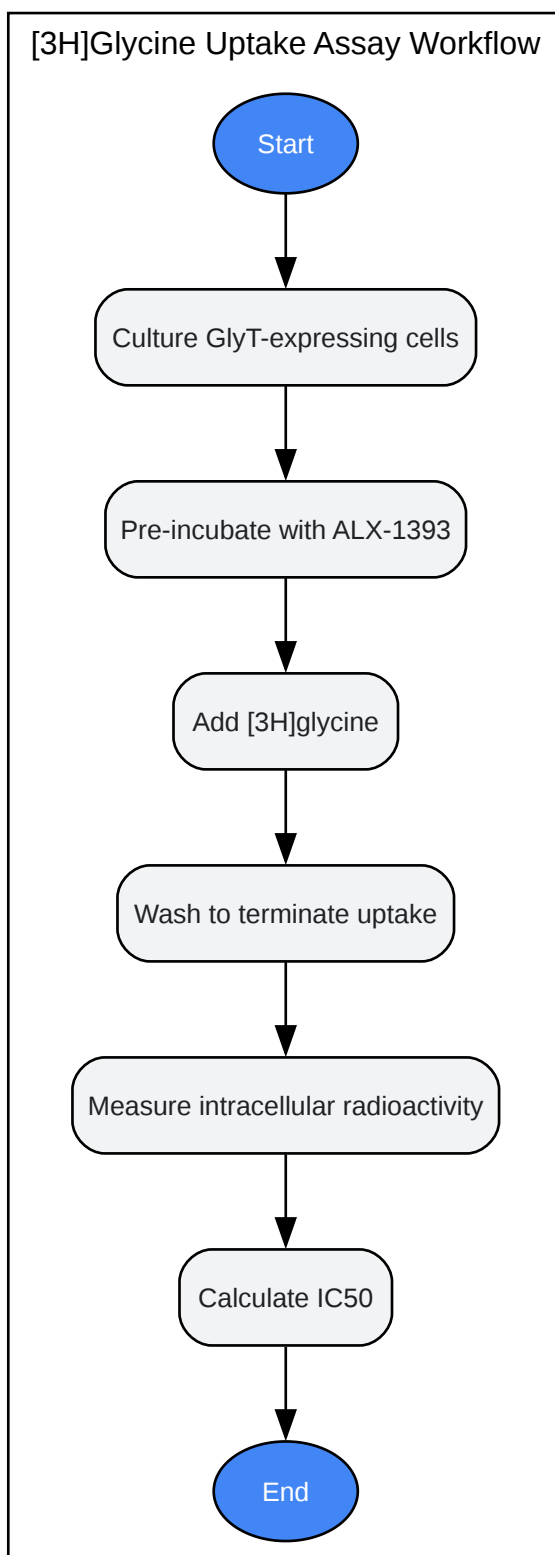 [3H]Glycine Uptake Assay Workflow
Start
Culture GlyT-expressing cells
Pre-incubate with ALX-1393
Add [3H]glycine
Wash to terminate uptake
Measure intracellular radioactivity
Calculate IC50
End